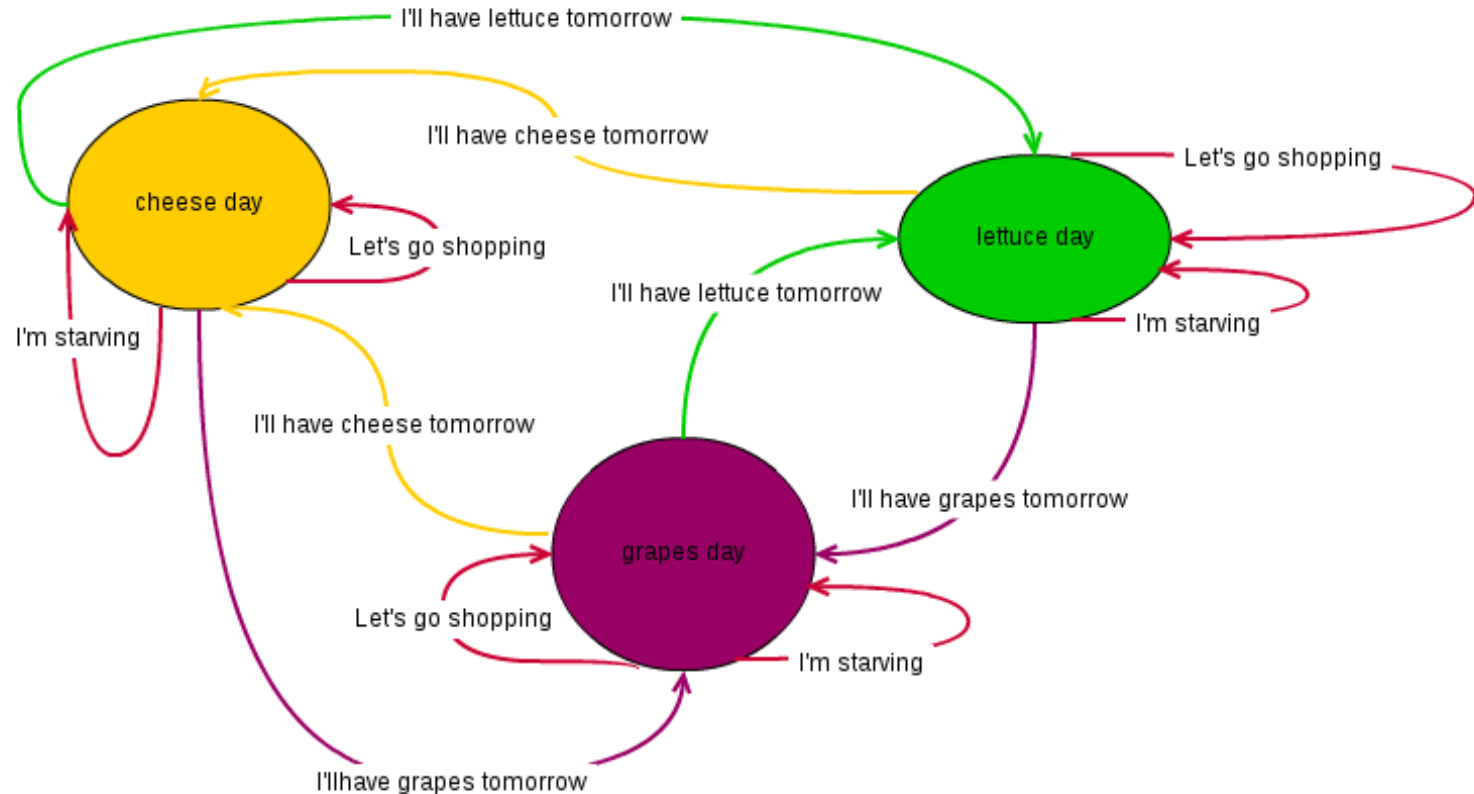 I'll have lettuce tomorrow
I'll have cheese tomorrow
Let's go shopping
cheese day
lettuce day
Let's go shopping
I'll have lettuce tomorrow
I'm starving
I'm starving
I'll have cheese tomorrow
I'll have grapes tomorrow
grapes day
Let's go shopping
I'm starving
I'llhave grapes tomorrow